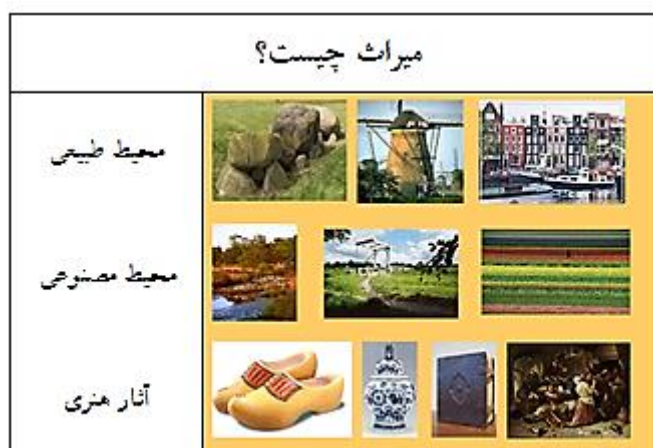 میراث چیست؟
محیط طبیعی
محیط مصنوعی
آثار هنری